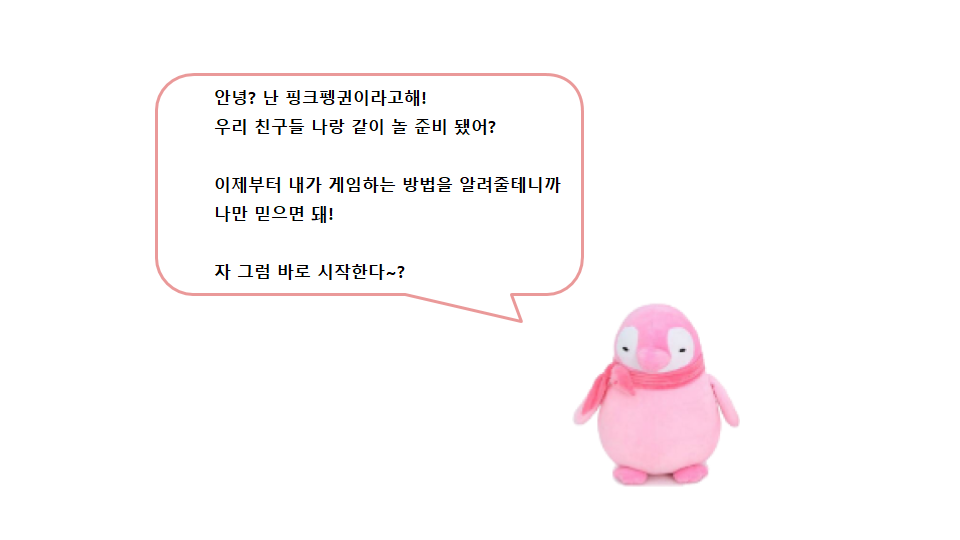 안녕? 난 핑크펭귄이라고해!
우리 친구들 나랑 같이 놀 준비 됐어?
이제부터 내가 게임하는 방법을 알려줄테니까
나만 믿으면 돼!
자 그럼 바로 시작한다~?